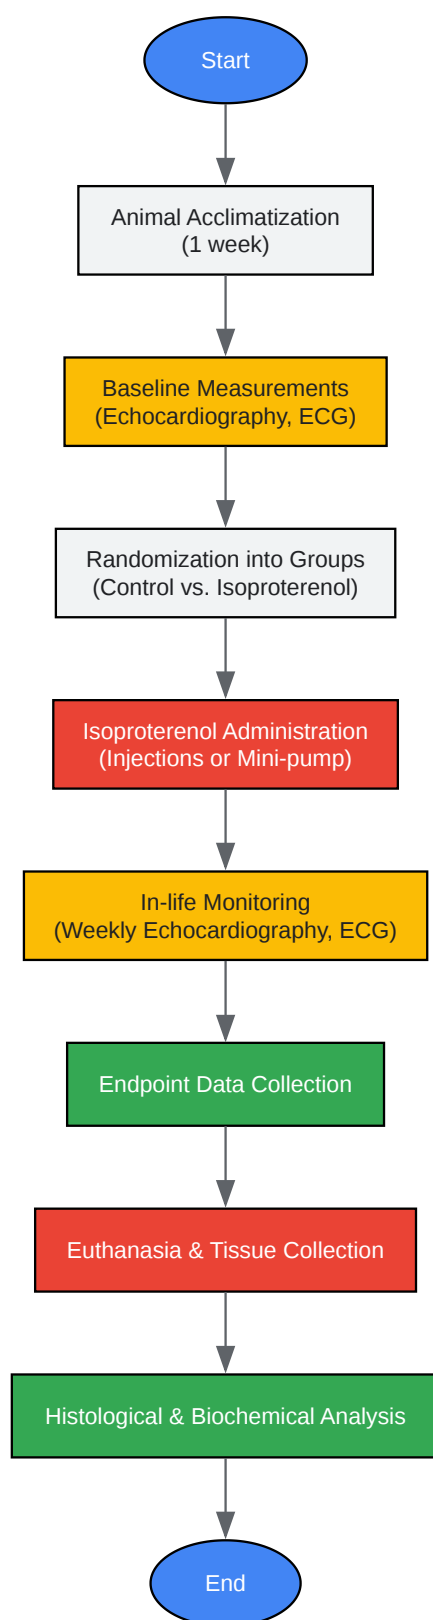 Start
Animal Acclimatization
(1 week)
Baseline Measurements
(Echocardiography, ECG)
Randomization into Groups
(Control vs. Isoproterenol)
Isoproterenol Administration
(Injections or Mini-pump)
In-life Monitoring
(Weekly Echocardiography, ECG)
Endpoint Data Collection
Euthanasia & Tissue Collection
Histological & Biochemical Analysis
End